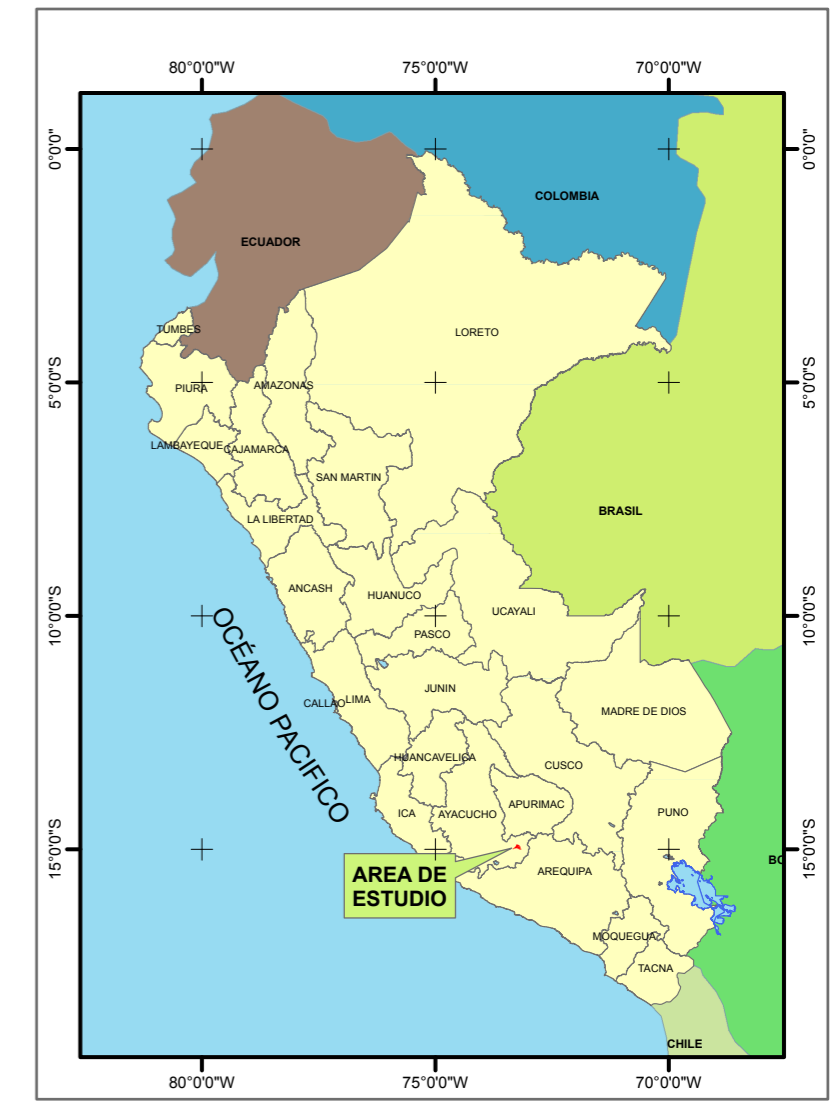 80°0'0"W 75°0'0"W 70°0'0"W
0°0'0" 0°0'0"
COLOMBIA
ECUADOR
TUMBES
LORETO
5°0'0"S 5°0'0"S
PIURA
AMAZONAS
LAMBAYEQUE
CAJAMARCA
SAN MARTIN
BRASIL
LA LIBERTAD
ANCASH
HUANUCO
UCAYALI
10°0'0"S 10°0'0"S
PASCO
OCÉANO PACIFICO
JUNIN
CALLAO
LIMA
MADRE DE DIOS
HUANCAVELICA
CUSCO
ICA
AYACUCHO
APURIMAC
PUNO
15°0'0"S 15°0'0"S
AREA DE
ESTUDIO
AREQUIPA
BO
MOQUEGUA
TACNA
CHILE
80°0'0"W 75°0'0"W 70°0'0"W